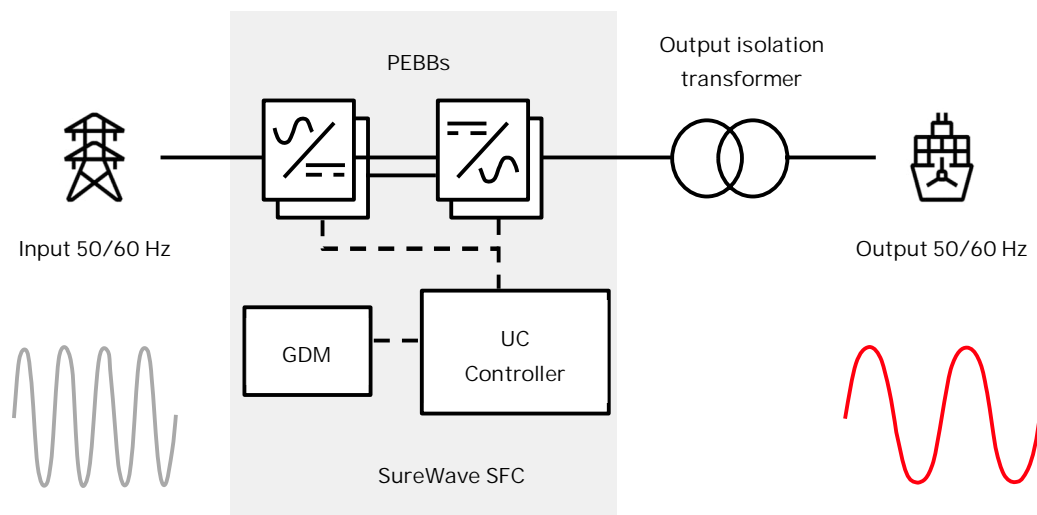 PEBBs
Output isolation
transformer
Input 50/60 Hz
Output 50/60 Hz
GDM
UC
Controller
SureWave SFC